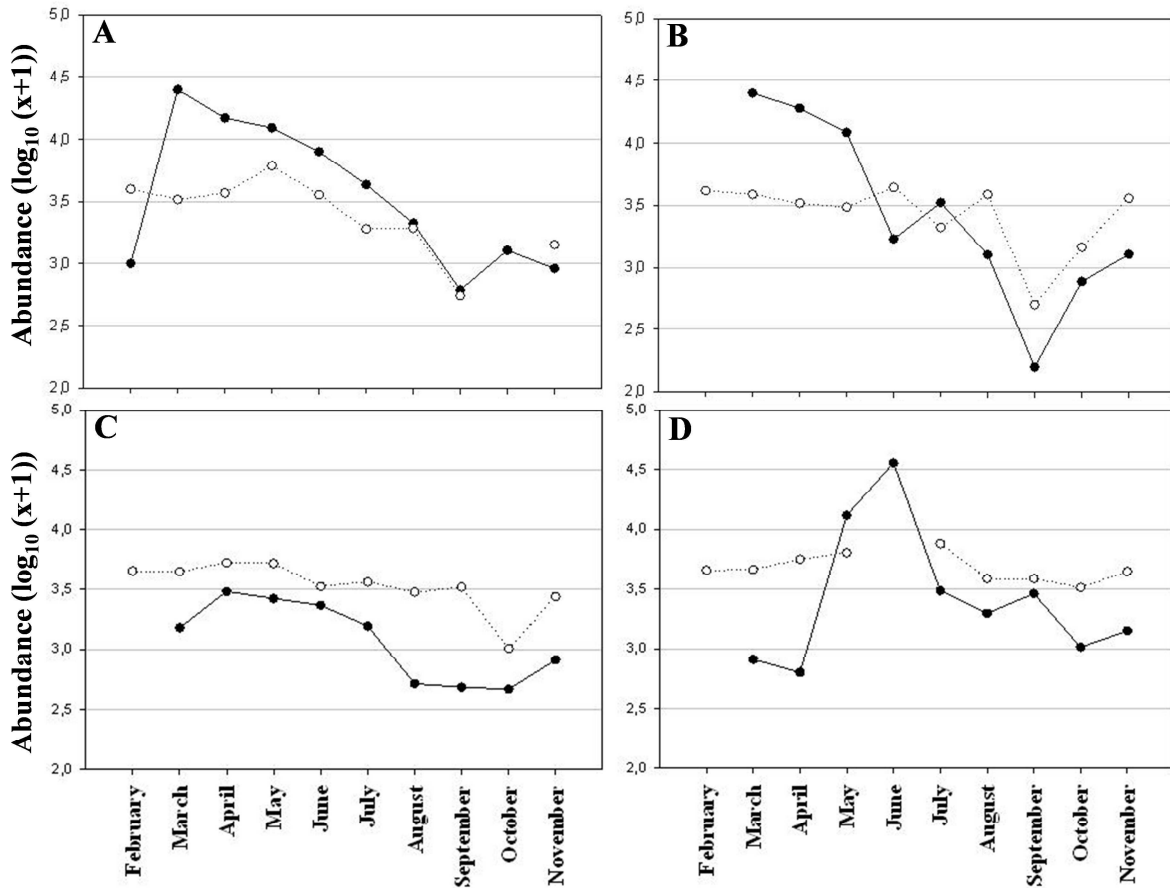 A
Abundance (log10 (x+1))
5,0
4,5
4,0
3,5
3,0
2,5
2,0
B
Abundance (log10 (x+1))
5,0
4,5
4,0
3,5
3,0
2,5
2,0
C
Abundance (log10 (x+1))
5,0
4,5
4,0
3,5
3,0
2,5
2,0
February
March
April
May
June
July
August
September
October
November
D
5,0
4,5
4,0
3,5
3,0
2,5
2,0
February
March
April
May
June
July
August
September
October
November